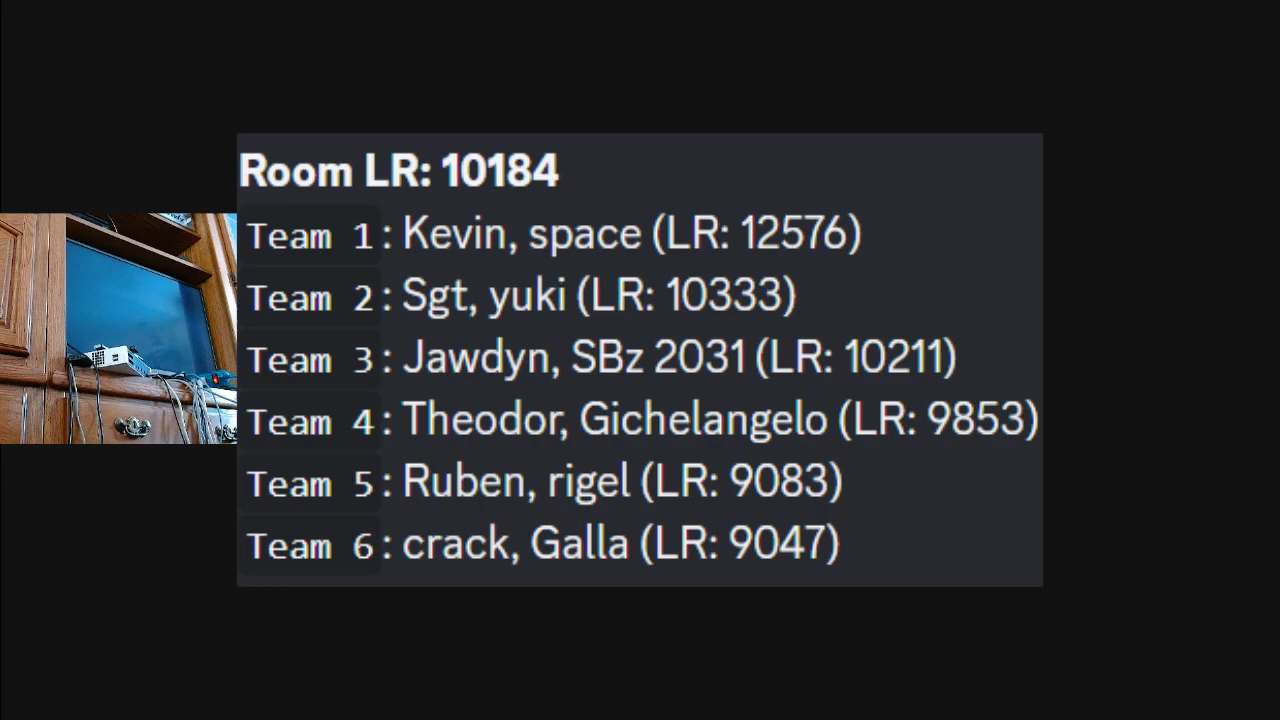 Room LR: 10184
Team 1: Kevin, space (LR: 12576)
Team 2: Sgt, yuki (LR: 10333)
Team 3: Jawdyn, SBz 2031 (LR: 10211)
Team 4: Theodor, Gichelangelo (LR: 9853)
Team 5: Ruben, rigel (LR: 9083)
Team 6: crack, Galla (LR: 9047)